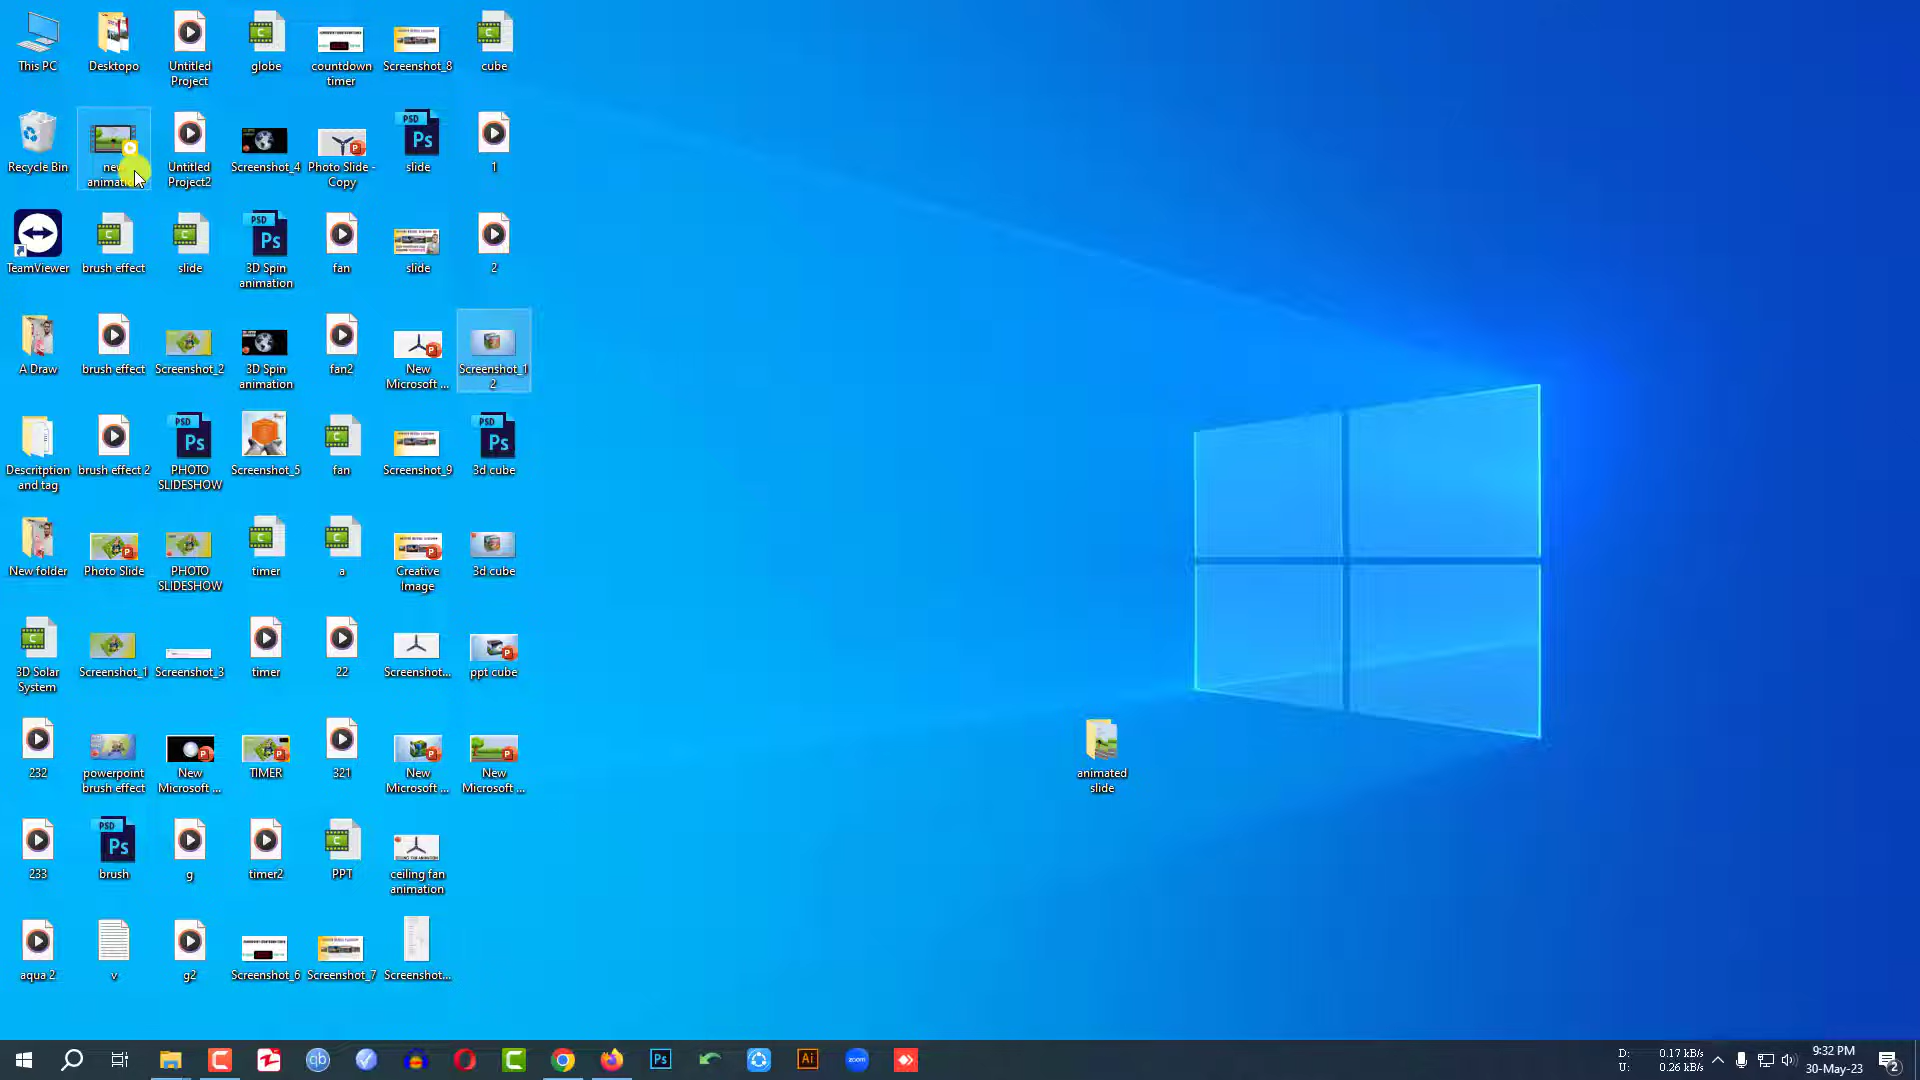 This PC
Desktopo
Untitled
Project
globe
countdown
timer
Screenshot_8
cube
Recycle Bin
new
Untitled
Project2
Screenshot_4
Photo Slide -
Copy
slide
1
TeamViewer
brush effect
slide
3D Spin
animation
fan
slide
2
A Draw
brush effect
Screenshot_2
3D Spin
animation
fan2
New
Microsoft ...
Screenshot_1
2
Descritption
and tag
brush effect 2
PHOTO
SLIDESHOW
Screenshot_5
fan
Screenshot_9
3d cube
New folder
Photo Slide
PHOTO
SLIDESHOW
timer
a
Creative
Image
3d cube
3D Solar
System
Screenshot_1
Screenshot_3
timer
22
Screenshot...
ppt cube
232
powerpoint
brush effect
New
Microsoft ...
TIMER
321
New
Microsoft ...
New
Microsoft ...
animated
slide
233
brush
g
timer2
PPT
ceiling fan
animation
aqua 2
v
g2
Screenshot_6
Screenshot_7
Screenshot...
D: 0.17 kB/s
U: 0.26 kB/s
9:32 PM
30-May-23
2